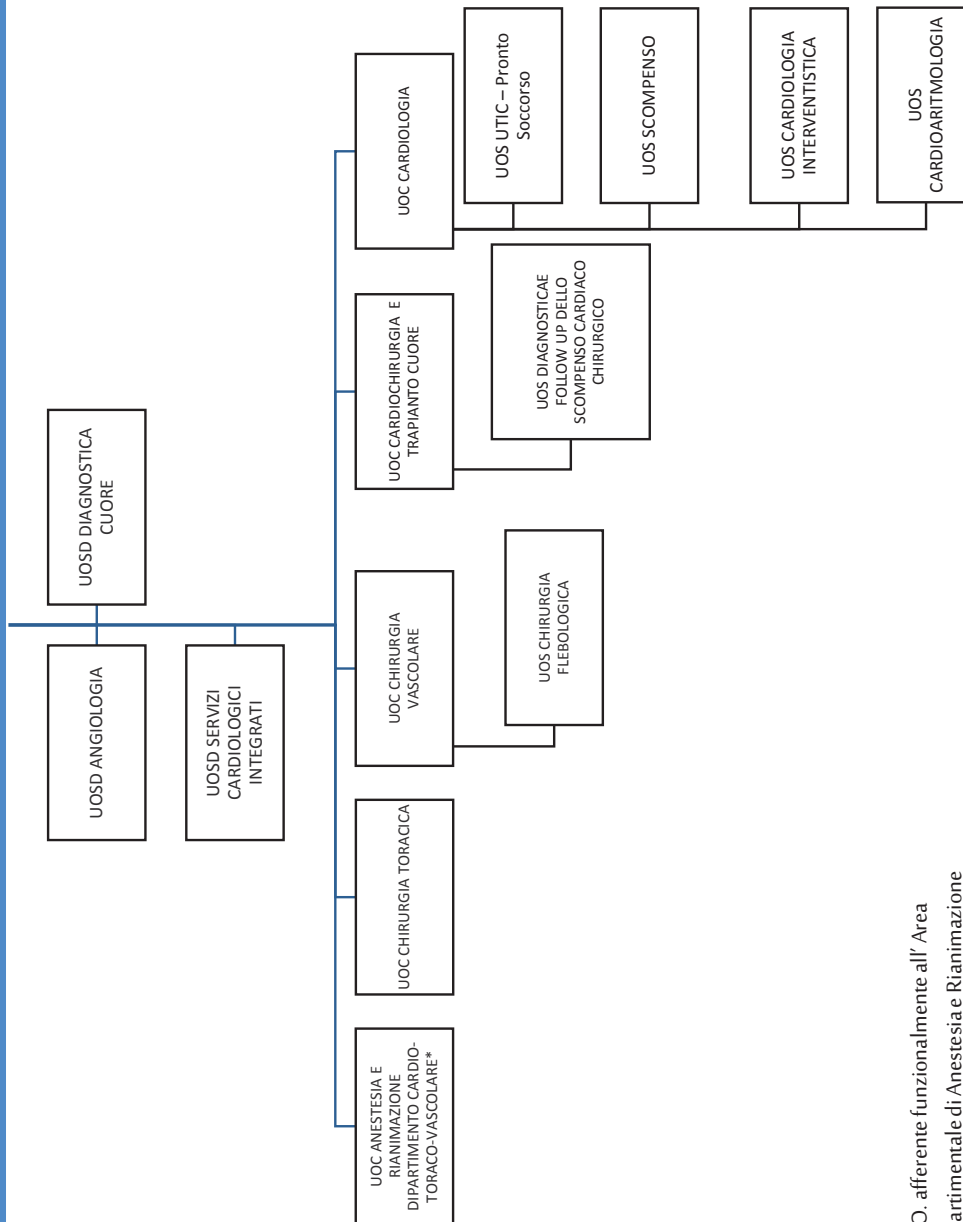 UOSD ANGIOLOGIA
UOSD DIAGNOSTICA
CUORE
UOSD SERVIZI
CARDIOLOGICI
INTEGRATI
UOC ANESTESIA E
RIANIMAZIONE
DIPARTIMENTO CARDIO-
TORACO-VASCOLARE*
UOC CHIRURGIA TORACICA
UOC CHIRURGIA
VASCOLARE
UOS CHIRURGIA
FLEBOLOGICA
UOC CARDIOCHIRURGIA E
TRAPIANTO CUORE
UOS DIAGNOSTICAE
FOLLOW UP DELLO
SCOMPENSO CARDIACO
CHIRURGICO
UOC CARDIOLOGIA
UOS UTIC – Pronto
Soccorso
UOS SCOMPENSO
UOS CARDIOLOGIA
INTERVENTISTICA
UOS
CARDIOARITMOLOGIA
O. afferente funzionalmente all' Area
artimentale di Anestesia e Rianimazione